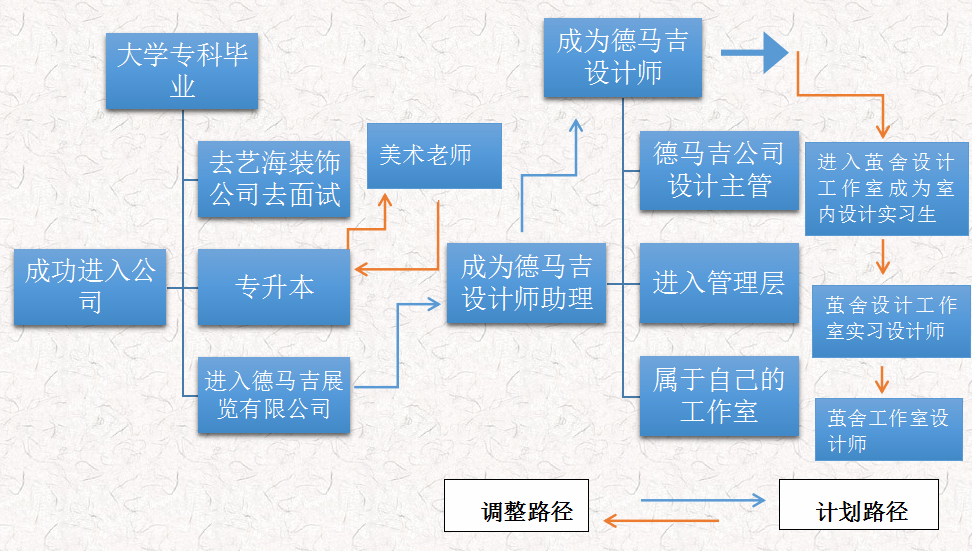 大学专科毕
业
去艺海装饰
公司去面试
美术老师
成功进入公
司
专升本
进入德马吉展
览有限公司
成为德马吉
设计师助理
成为德马吉
设计师
德马吉公司
设计主管
进入管理层
属于自己的
工作室
进入茧舍设计
工作室成为室
内设计实习生
茧舍设计工作
室实习设计师
茧舍工作室设
计师
调整路径
计划路径